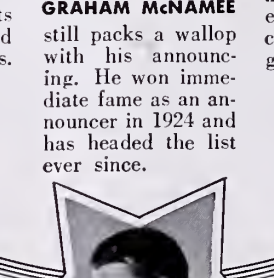 GRAHAM McNAMEE
still packs a wallop
with his announc-
ing. He won imme-
diate fame as an an-
nouncer in 1924 and
has headed the list
ever since.